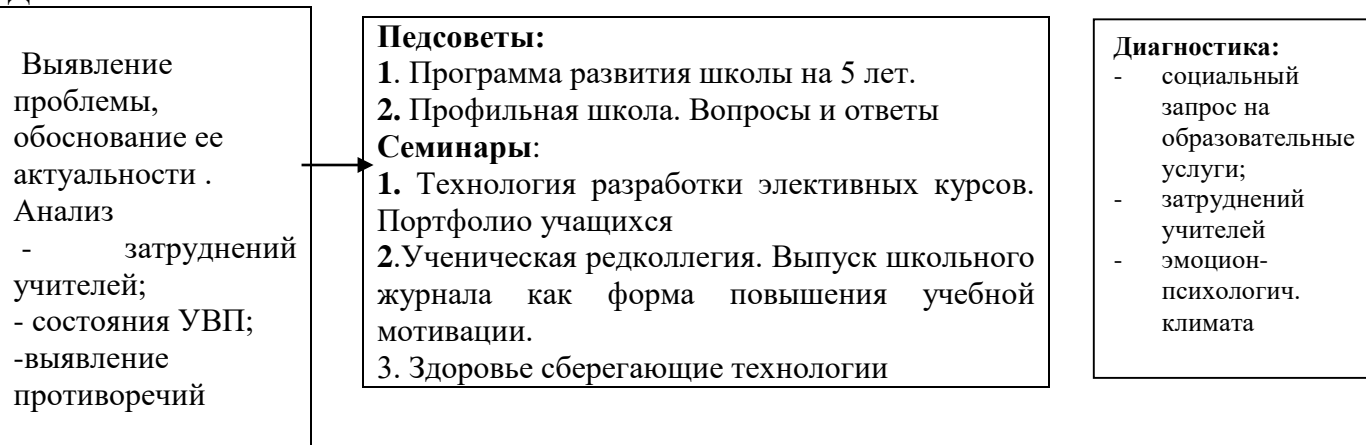 Выявление
проблемы,
обоснование ее
актуальности .
Анализ
- затруднений
учителей;
- состояния УВП;
-выявление
противоречий
Педсоветы:
1. Программа развития школы на 5 лет.
2. Профильная школа. Вопросы и ответы
Семинары:
1. Технология разработки элективных курсов.
Портфолио учащихся
2.Ученическая редколлегия. Выпуск школьного
журнала как форма повышения учебной
мотивации.
3. Здоровье сберегающие технологии
Диагностика:
- социальный
запрос на
образовательные
услуги;
- затруднений
учителей
- эмоцион-
психологич.
климата